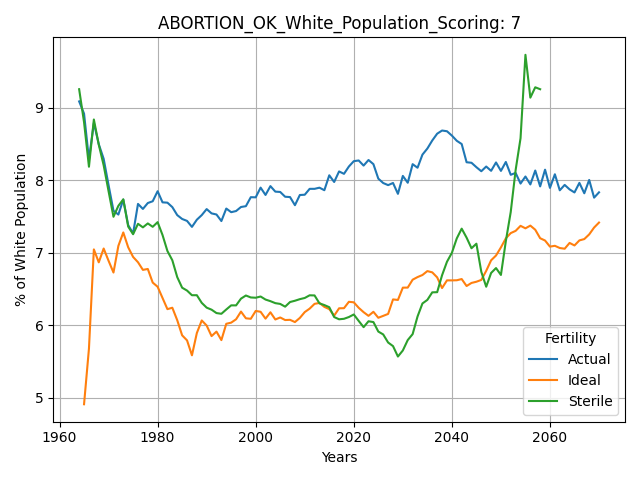 ABORTION_OK_White_Population_Scoring: 7
% of White Population
9
8
7
6
5
1960
1980
2000
2020
2040
2060
Years
Fertility
Actual
Ideal
Sterile